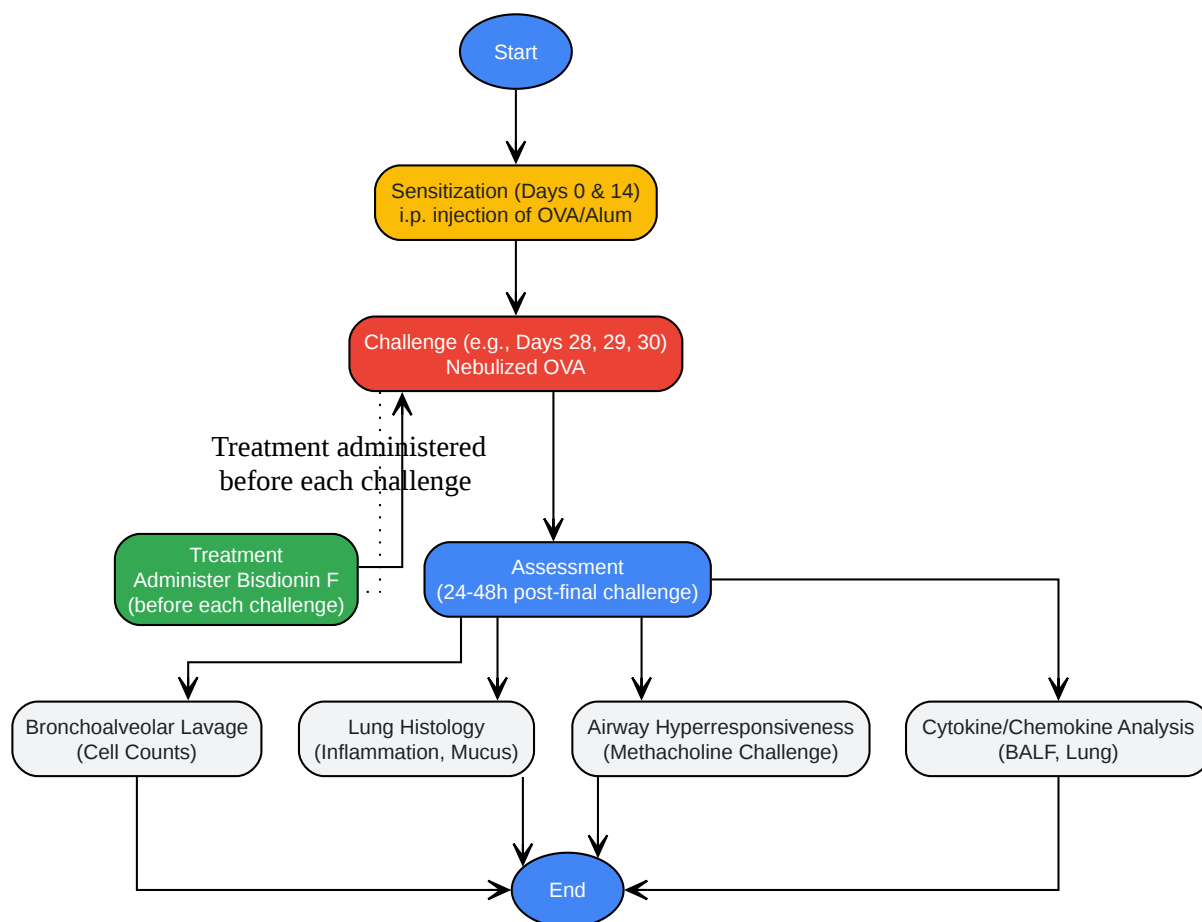 Start
Sensitization (Days 0 & 14)
i.p. injection of OVA/Alum
Challenge (e.g., Days 28, 29, 30)
Nebulized OVA
Treatment administered
before each challenge
Treatment
Administer Bisdionin F
(before each challenge)
Assessment
(24-48h post-final challenge)
Bronchoalveolar Lavage
(Cell Counts)
Lung Histology
(Inflammation, Mucus)
Airway Hyperresponsiveness
(Methacholine Challenge)
Cytokine/Chemokine Analysis
(BALF, Lung)
End